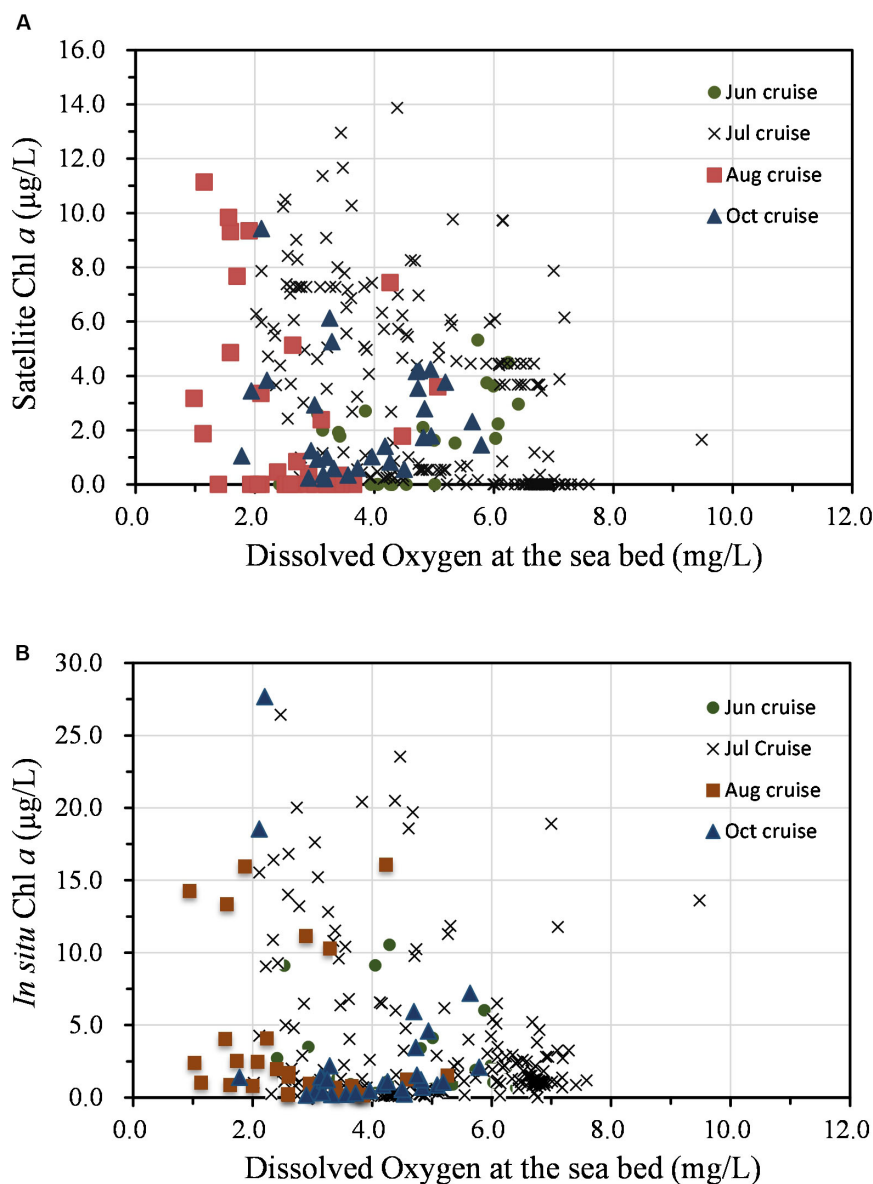 A
16.0
14.0
12.0
10.0
8.0
6.0
4.0
2.0
0.0
Satellite Chl a (µg/L)
Jun cruise
Jul cruise
Aug cruise
Oct cruise
0.0 2.0 4.0 6.0 8.0 10.0 12.0
Dissolved Oxygen at the sea bed (mg/L)
B
30.0
25.0
20.0
15.0
10.0
5.0
0.0
In situ Chl a (µg/L)
Jun cruise
Jul Cruise
Aug cruise
Oct cruise
0.0 2.0 4.0 6.0 8.0 10.0 12.0
Dissolved Oxygen at the sea bed (mg/L)